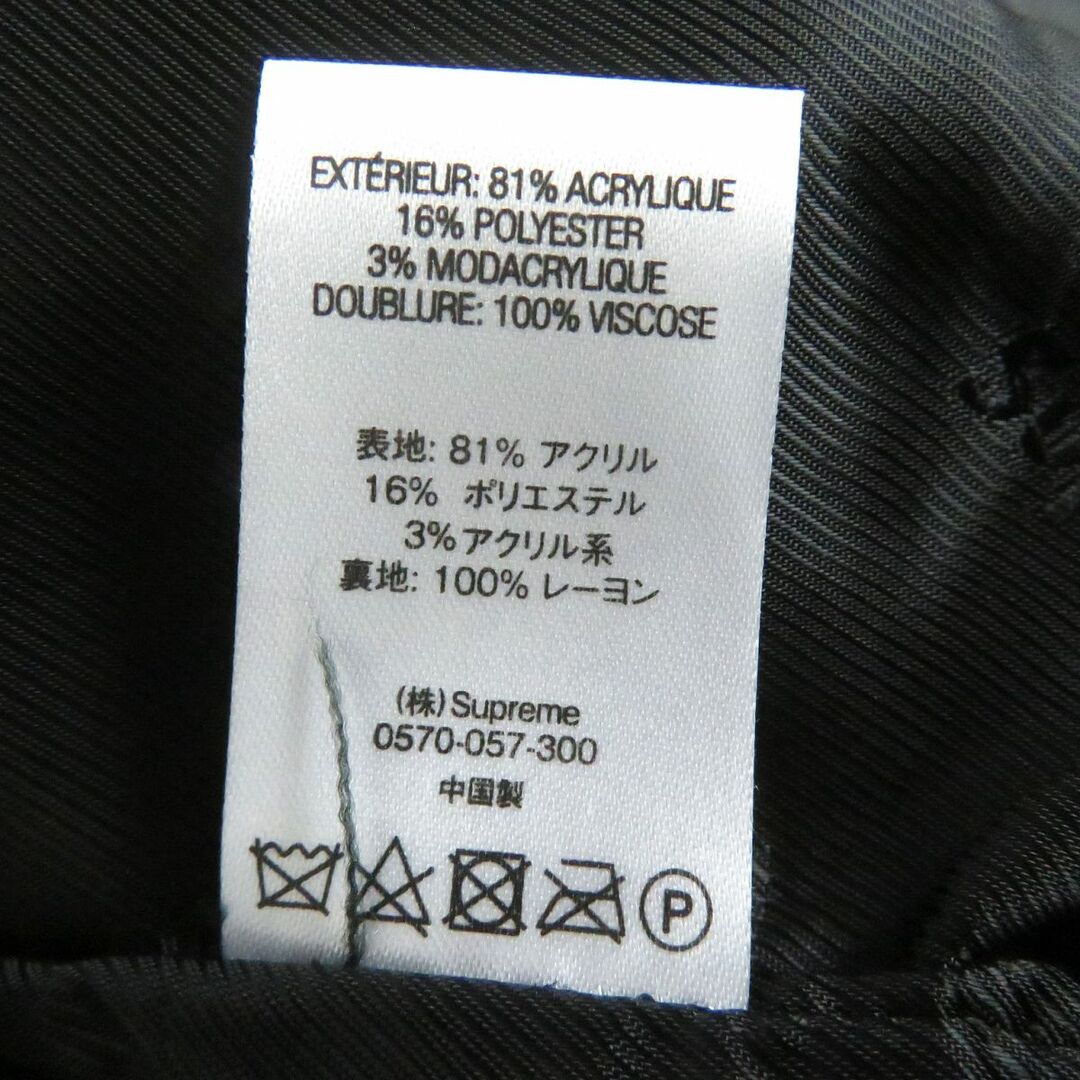 EXTÉRIEUR: 81% ACRYLIQUE
16% POLYESTER
3% MODACRYLIQUE
DOUBLURE: 100% VISCOSE
表地: 81% アクリル
16% ポリエステル
3%アクリル系
裏地: 100% レーヨン
(株)Supreme
0570-057-300
中国製
P